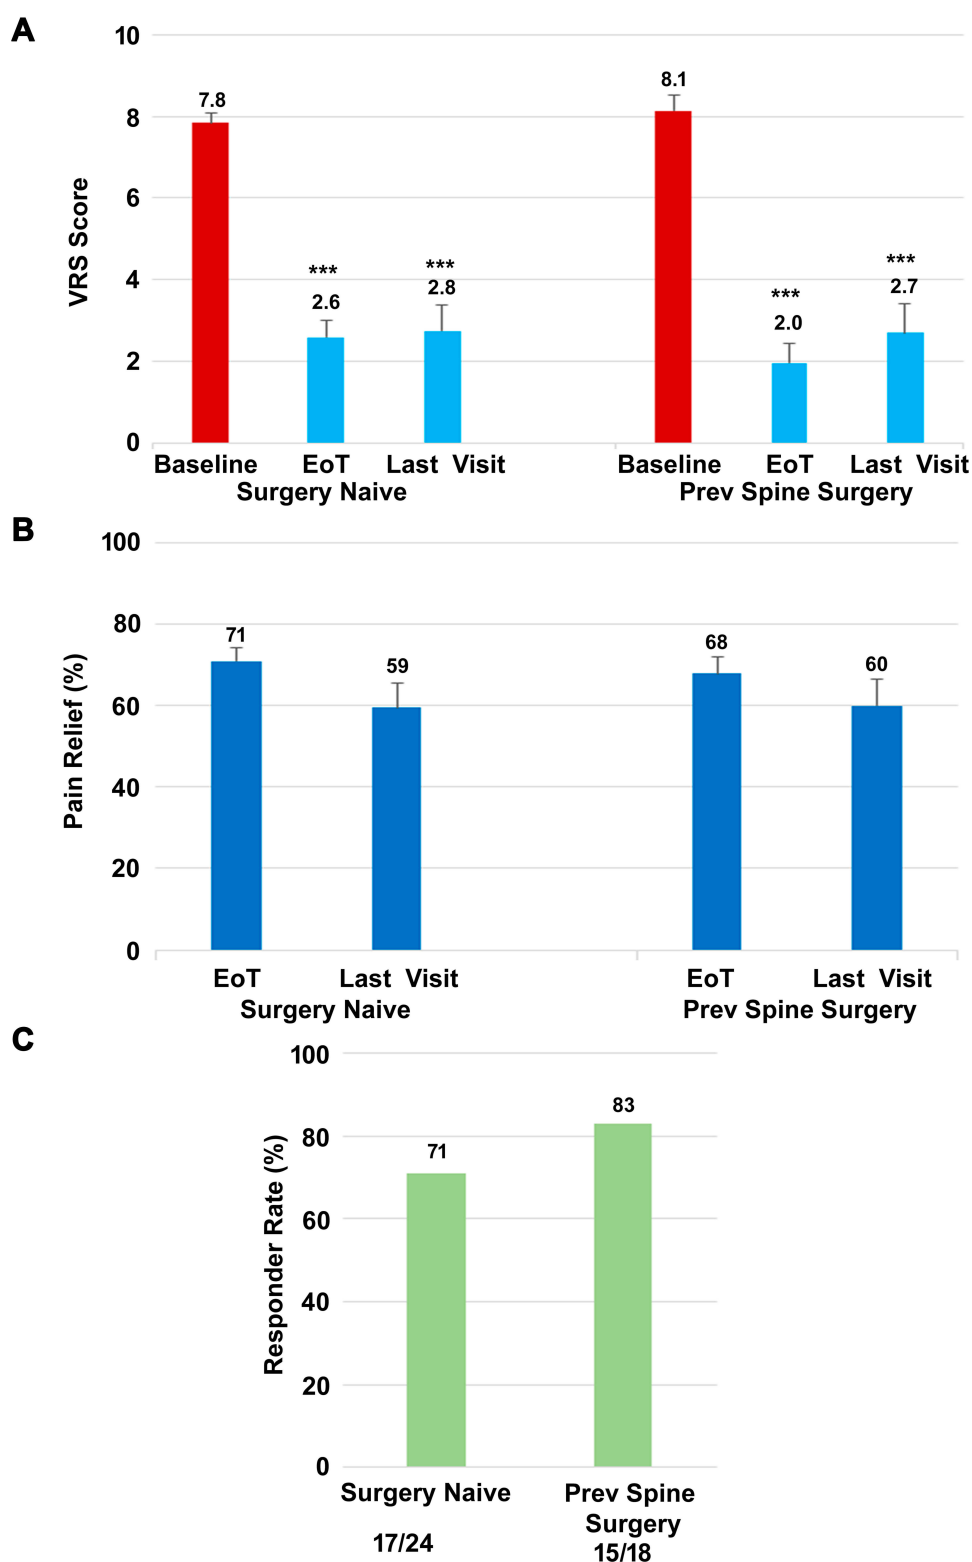 A
VRS Score
10
8
6
4
2
0
7.8
***
2.6
***
2.8
8.1
***
2.0
***
2.7
Baseline EoT Last Visit Baseline EoT Last Visit
Surgery Naive Prev Spine Surgery
B
Pain Relief (%)
100
80
60
40
20
0
71
59
68
60
EoT Last Visit EoT Last Visit
Surgery Naive Prev Spine Surgery
C
Responder Rate (%)
100
80
60
40
20
0
71
83
Surgery Naive
17/24
Prev Spine
Surgery
15/18